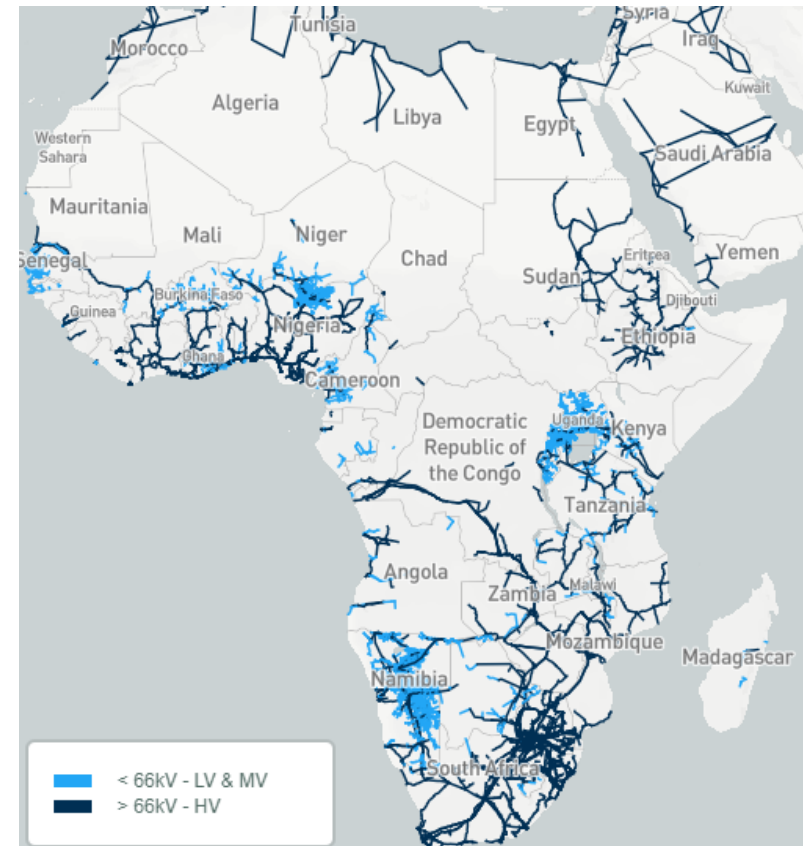 Syria
Tunisia
Morocco
Iraq
Kuwait
Algeria
Libya
Egypt
Western
Sahara
Saudi Arabia
Mauritania
Mali
Niger
Chad
Sudan
Eritrea
Yemen
Senegal
Burkina Faso
Djibouti
Guinea
Nigeria
Ethiopia
Ghana
Cameroon
Democratic
Republic of
the Congo
Uganda
Kenya
Tanzania
Angola
Zambia
Malawi
Mozambique
Madagascar
Namibia
South Africa
< 66kV - LV & MV
> 66kV - HV